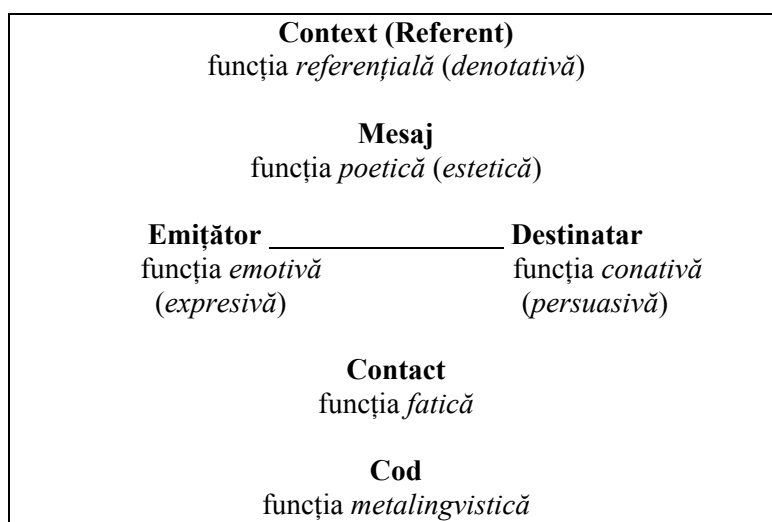 Context (Referent)
funcția referențială (denotativă)
Mesaj
funcția poetică (estetică)
Emițător __________________ Destinatar
funcția emotivă funcția conativă
(expresivă) (persuasivă)
Contact
funcția fatică
Cod
funcția metalingvistică